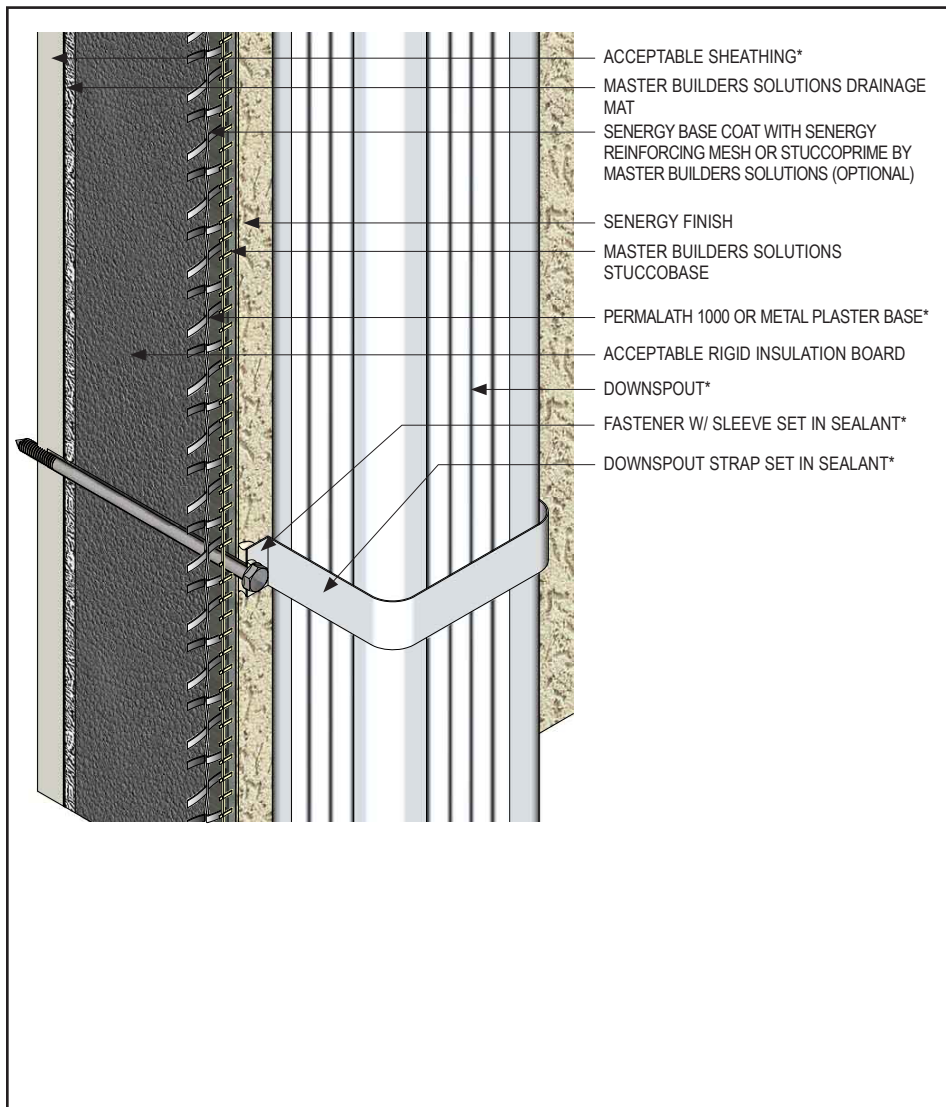 ACCEPTABLE SHEATHING*
MASTER BUILDERS SOLUTIONS DRAINAGE
MAT
SENERGY BASE COAT WITH SENERGY
REINFORCING MESH OR STUCCOPRIME BY
MASTER BUILDERS SOLUTIONS (OPTIONAL)
SENERGY FINISH
MASTER BUILDERS SOLUTIONS
STUCCOBASE
PERMALATH 1000 OR METAL PLASTER BASE*
ACCEPTABLE RIGID INSULATION BOARD
DOWNSPOUT*
FASTENER W/ SLEEVE SET IN SEALANT*
DOWNSPOUT STRAP SET IN SEALANT*